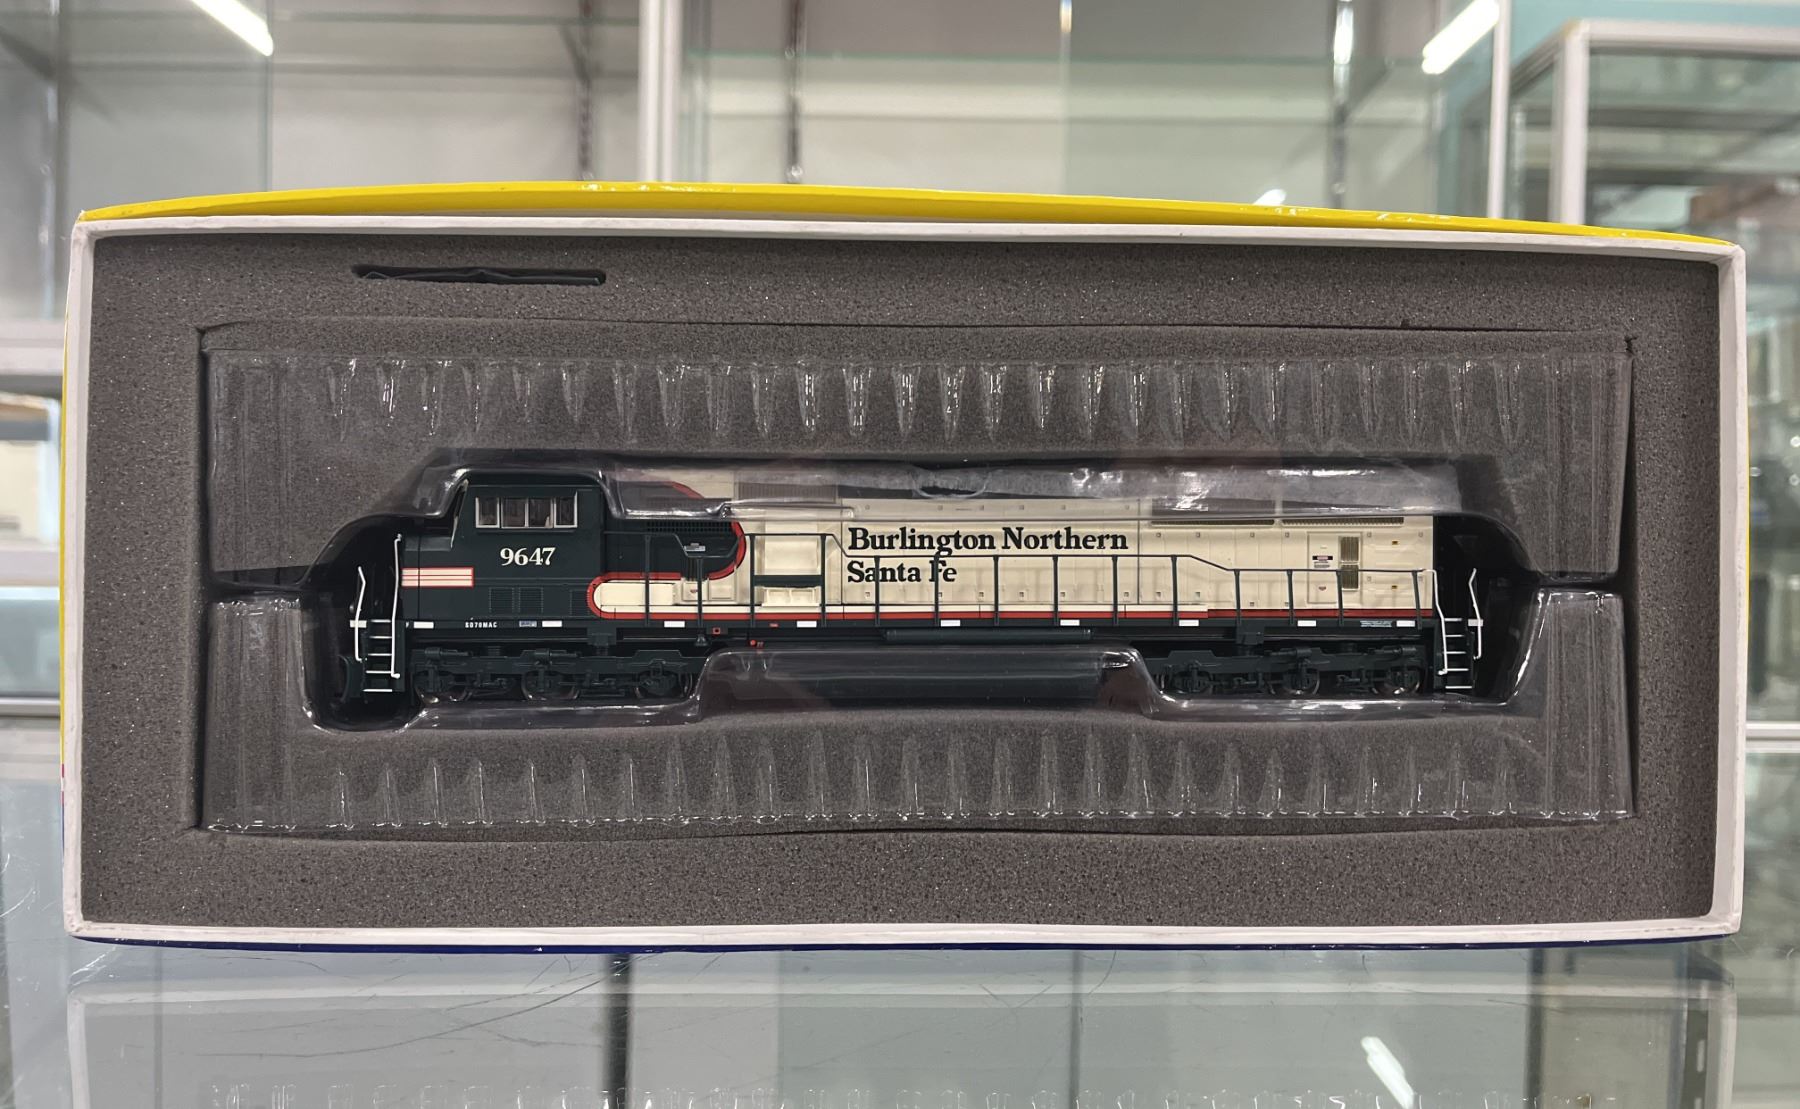 9647
Burlington Northern
Santa Fe
F
SD70MAC